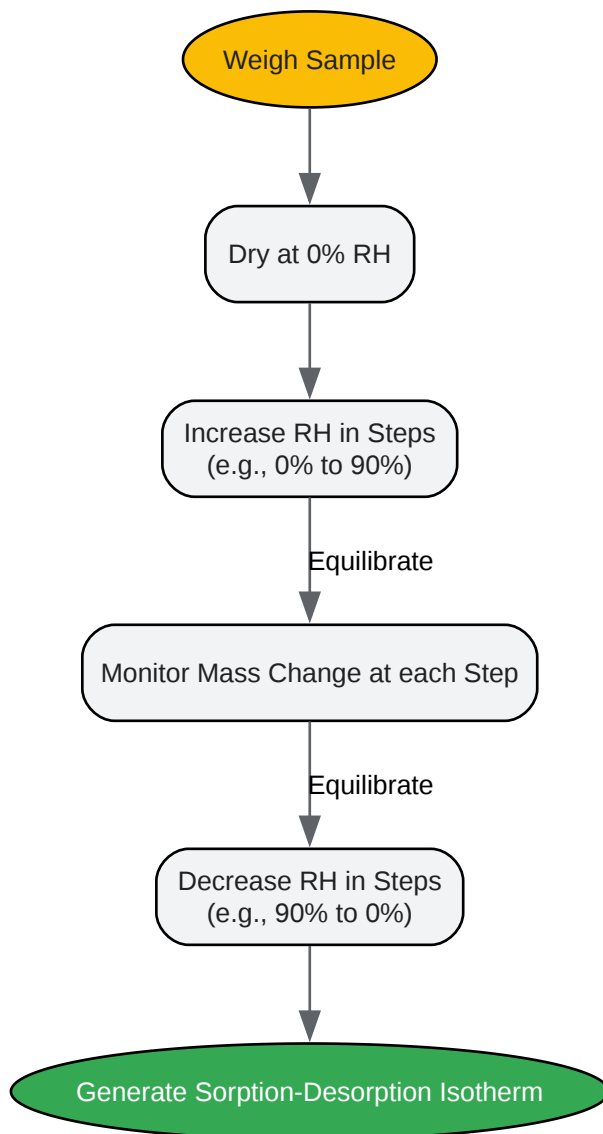 Weigh Sample
Dry at 0% RH
Increase RH in Steps
(e.g., 0% to 90%)
Equilibrate
Monitor Mass Change at each Step
Equilibrate
Decrease RH in Steps
(e.g., 90% to 0%)
Generate Sorption-Desorption Isotherm